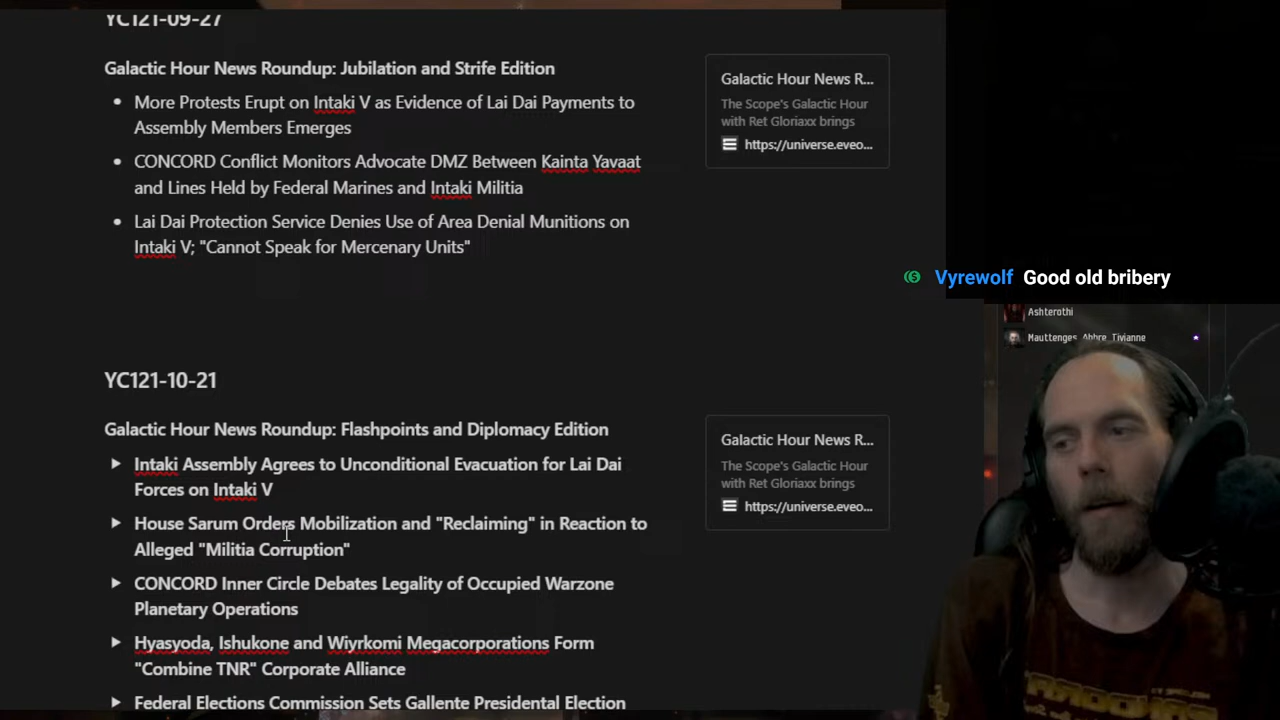 YC121-09-27
Galactic Hour News Roundup: Jubilation and Strife Edition
More Protests Erupt on Intaki V as Evidence of Lai Dai Payments to
Assembly Members Emerges
CONCORD Conflict Monitors Advocate DMZ Between Kainta Yavaat
and Lines Held by Federal Marines and Intaki Militia
Lai Dai Protection Service Denies Use of Area Denial Munitions on
Intaki V; "Cannot Speak for Mercenary Units"
Galactic Hour News R...
The Scope's Galactic Hour
with Ret Gloriaxx brings
https://universe.eveo...
Vyrewolf Good old bribery
Ashterothi
Mauttenges Abbre Tivianne
YC121-10-21
Galactic Hour News Roundup: Flashpoints and Diplomacy Edition
Intaki Assembly Agrees to Unconditional Evacuation for Lai Dai
Forces on Intaki V
House Sarum Orders Mobilization and "Reclaiming" in Reaction to
Alleged "Militia Corruption"
CONCORD Inner Circle Debates Legality of Occupied Warzone
Planetary Operations
Hyasyoda, Ishukone and Wiyrkomi Megacorporations Form
"Combine TNR" Corporate Alliance
Federal Elections Commission Sets Gallente Presidental Election
Galactic Hour News R...
The Scope's Galactic Hour
with Ret Gloriaxx brings
https://universe.eveo...